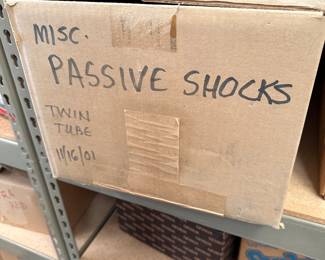 MISC.
PASSIVE SHOCKS
TWIN
TUBE
11/16/01